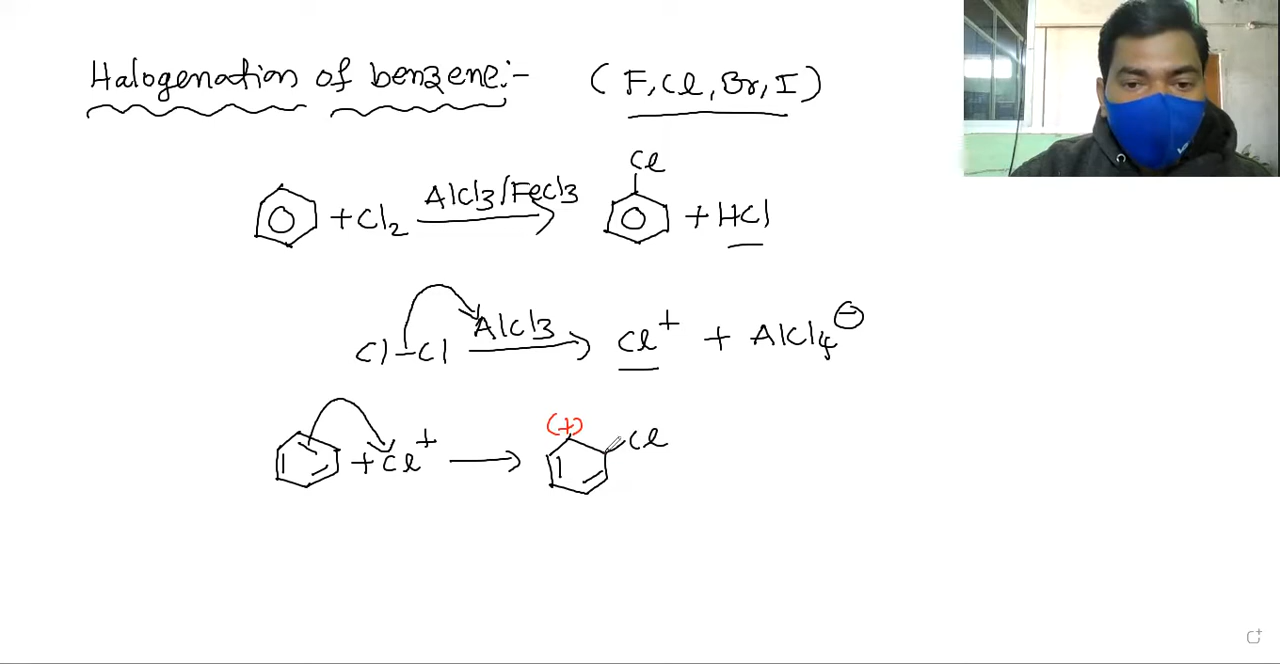 Halogenation of benzene:- (F, Cl, Br, I)
Cl
+ Cl2 AlCl3/FeCl3 + HCl
Cl-Cl AlCl3 Cl+ + AlCl4⊖
+ Cl+ (+) Cl